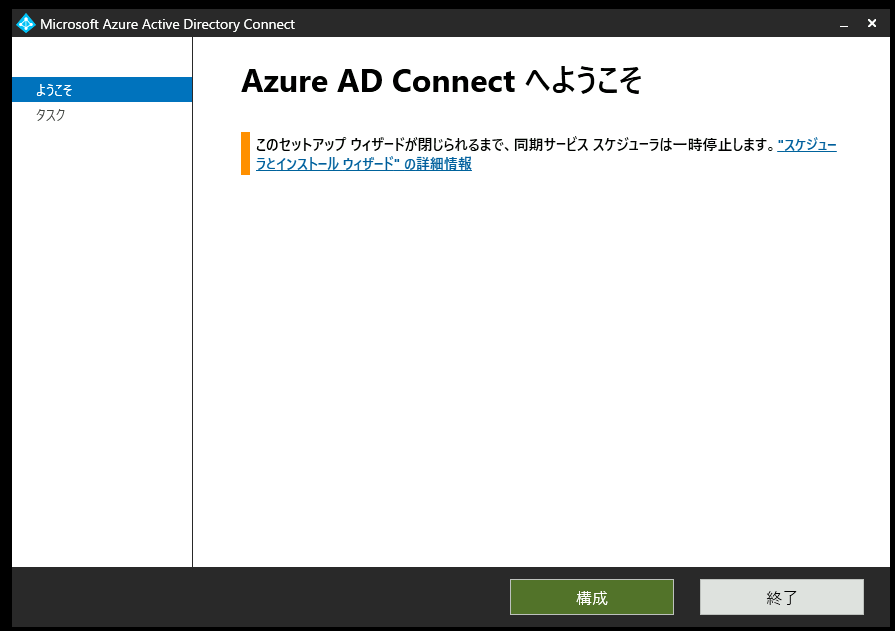 Microsoft Azure Active Directory Connect
ようこそ
タスク
Azure AD Connect へようこそ
このセットアップ ウィザードが閉じられるまで、同期サービス スケジューラは一時停止します。"スケジュー
ラとインストール ウィザード" の詳細情報
構成
終了